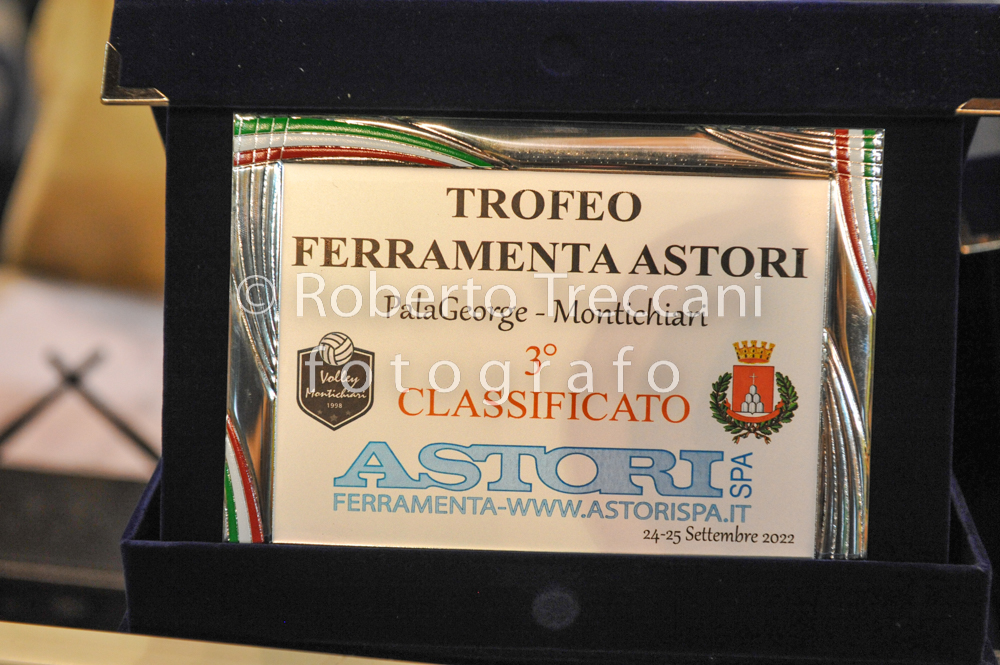 TROFEO
FERRAMENTA ASTORI
© Roberto Treccani
PalaGeorge - Montichiari
fotografo
3°
CLASSIFICATO
Volley
Montichiari
1998
ASTORI SPA
FERRAMENTA-WWW.ASTORISPA.IT
24-25 Settembre 2022